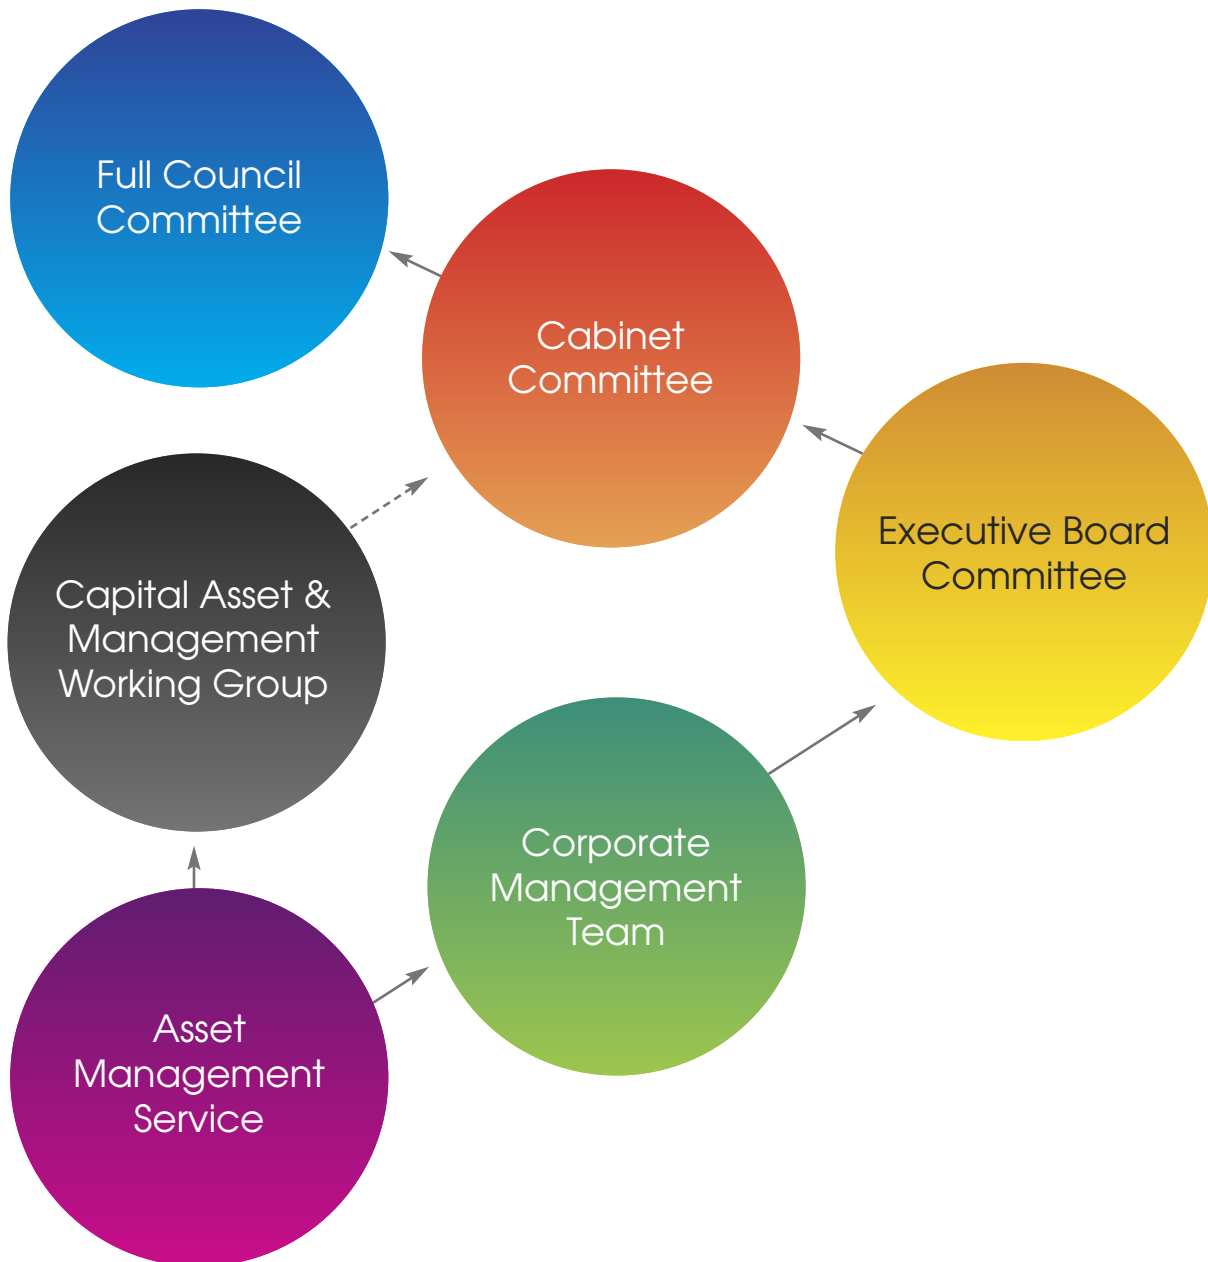 Full Council
Committee
Cabinet
Committee
Executive Board
Committee
Capital Asset &
Management
Working Group
Corporate
Management
Team
Asset
Management
Service